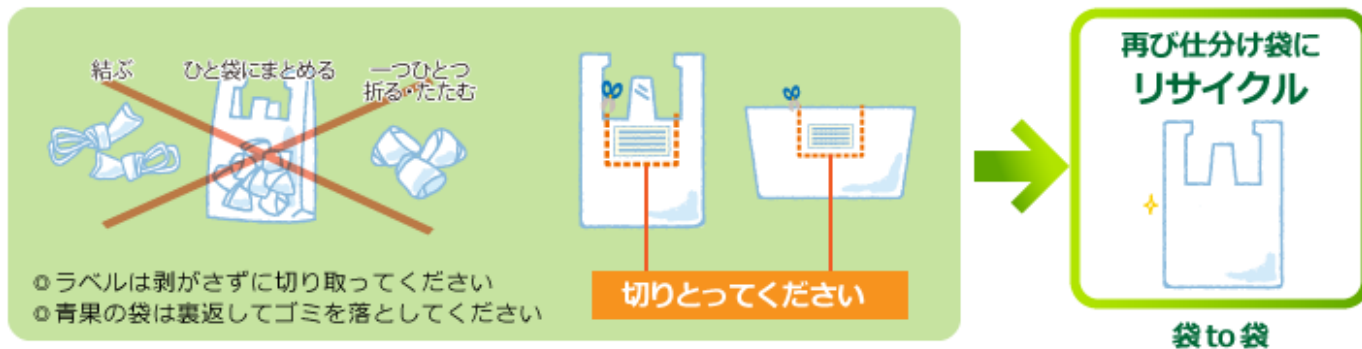 結ぶ
ひと袋にまとめる
一つひとつ
折る・たたむ
◎ラベルは剥がさずに切り取ってください
◎青果の袋は裏返してゴミを落としてください
切りとってください
再び仕分け袋に
リサイクル
袋to袋